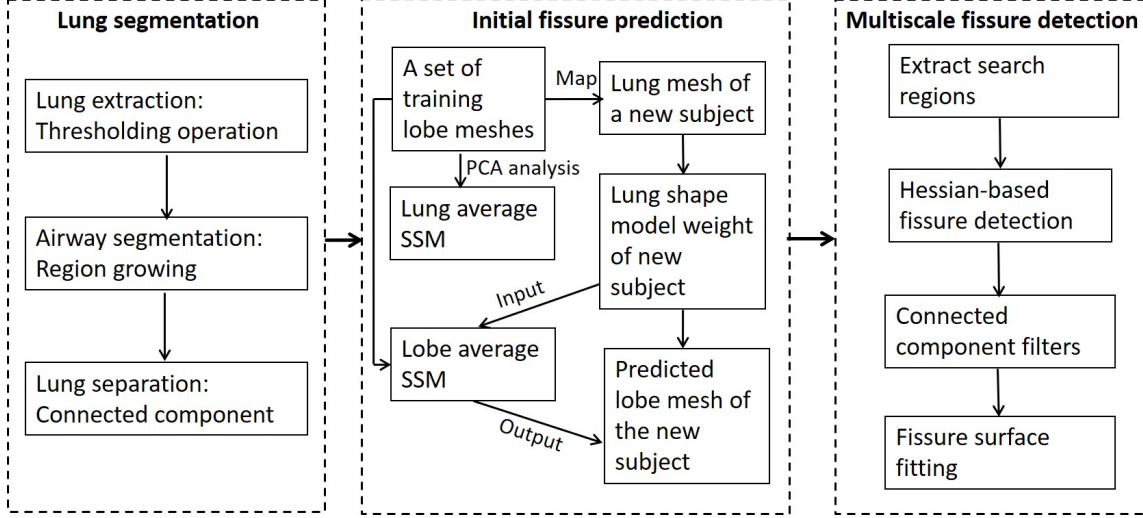 Lung segmentation
Lung extraction:
Thresholding operation
Airway segmentation:
Region growing
Lung separation:
Connected component
Initial fissure prediction
A set of
training
lobe meshes
Map
Lung mesh of
a new subject
PCA analysis
Lung average
SSM
Lung shape
model weight
of new
subject
Input
Lobe average
SSM
Output
Predicted
lobe mesh of
the new
subject
Multiscale fissure detection
Extract search
regions
Hessian-based
fissure detection
Connected
component filters
Fissure surface
fitting